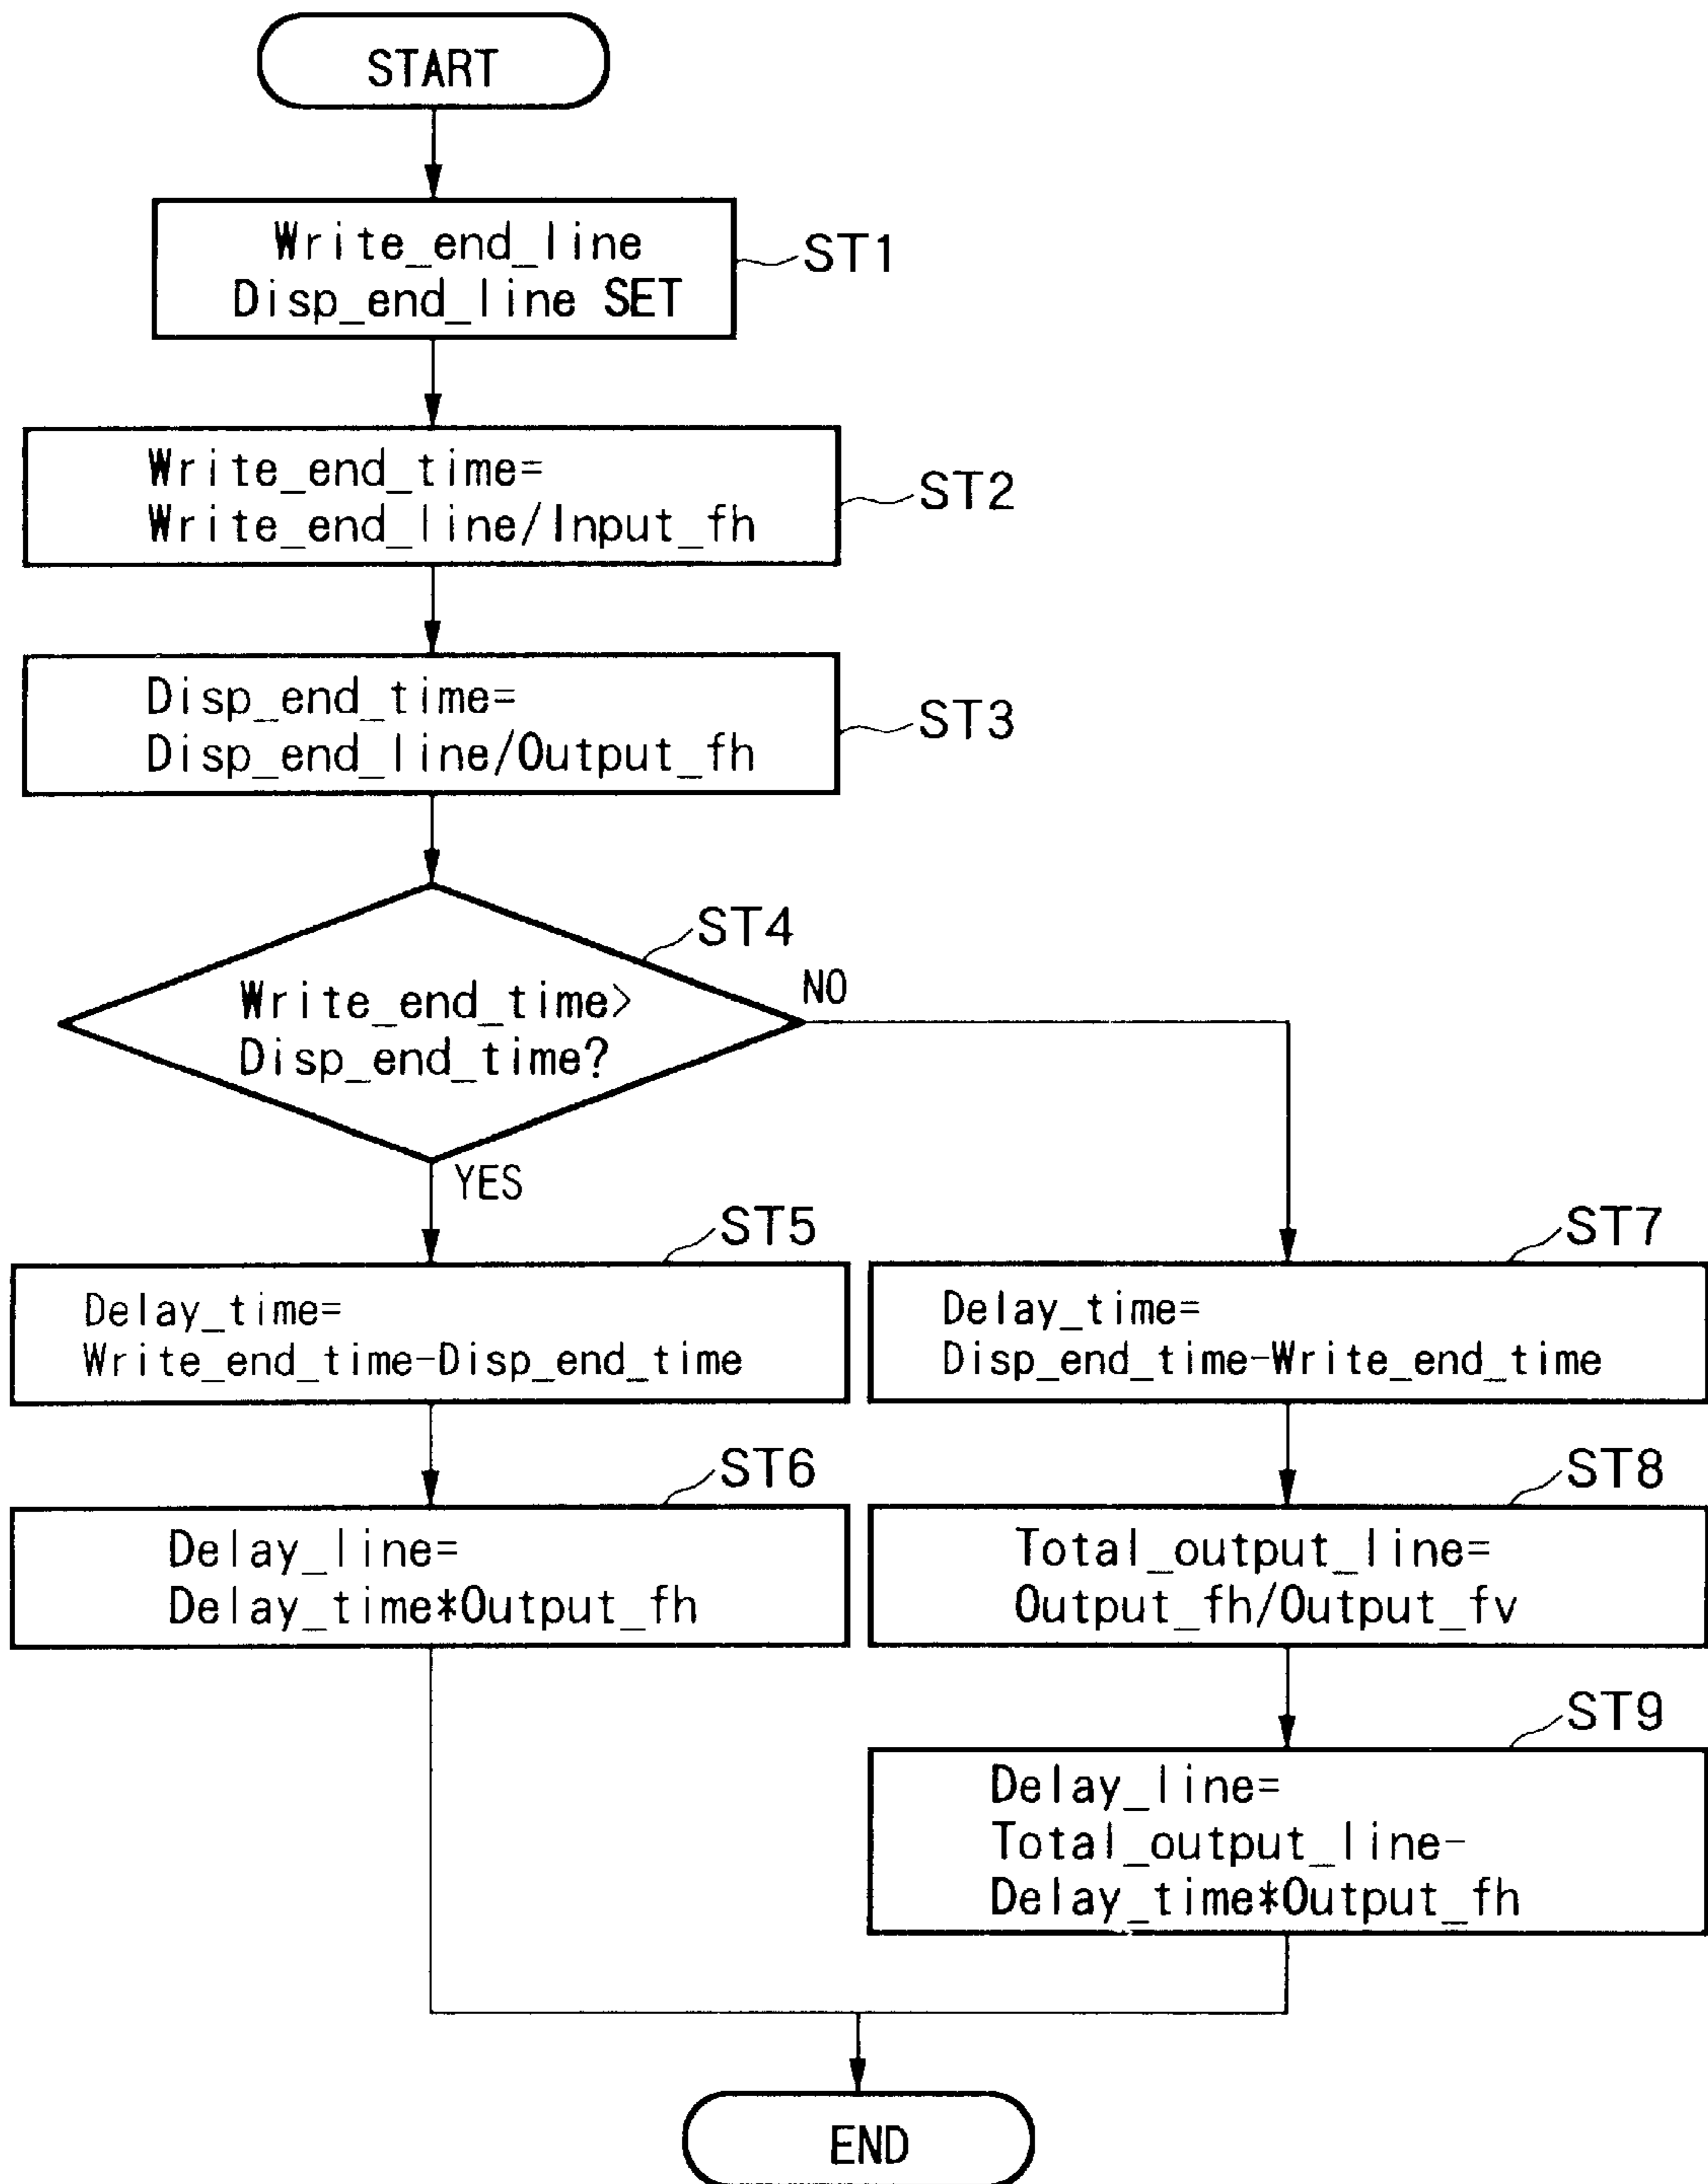 START
Write_end_line
Disp_end_line SET
ST1
Write_end_time=
Write_end_line/Input_fh
ST2
Disp_end_time=
Disp_end_line/Output_fh
ST3
ST4
Write_end_time>
Disp_end_time?
NO
YES
ST5
Delay_time=
Write_end_time-Disp_end_time
ST6
Delay_line=
Delay_time*Output_fh
ST7
Delay_time=
Disp_end_time-Write_end_time
ST8
Total_output_line=
Output_fh/Output_fv
ST9
Delay_line=
Total_output_line-
Delay_time*Output_fh
END